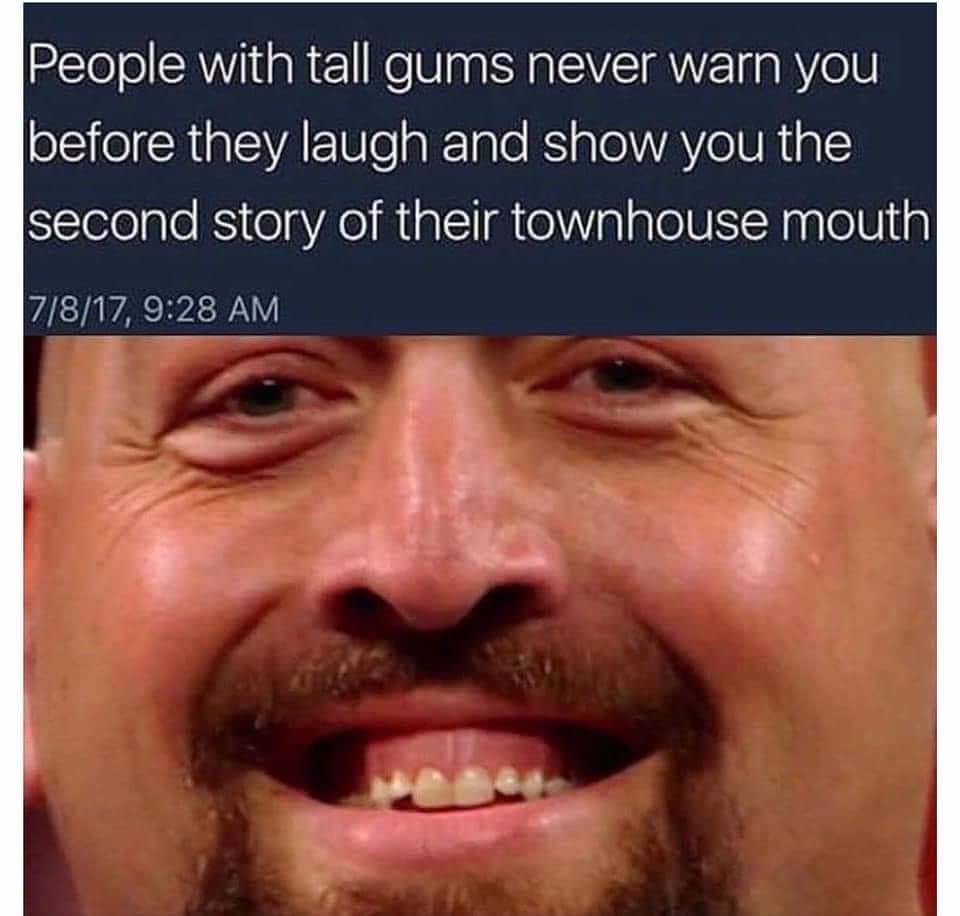 People with tall gums never warn you
before they laugh and show you the
second story of their townhouse mouth
7/8/17, 9:28 AM